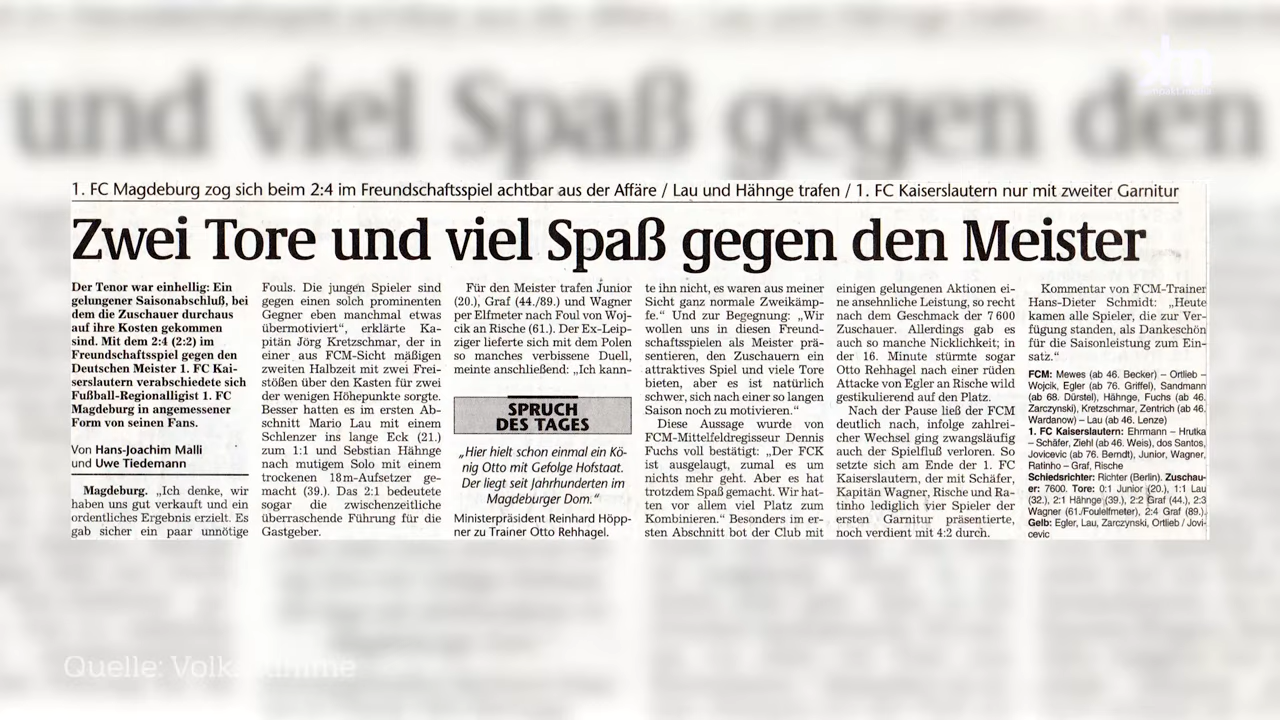 und viel Spaß gegen den
1. FC Magdeburg zog sich beim 2:4 im Freundschaftsspiel achtbar aus der Affäre / Lau und Hähnge trafen / 1. FC Kaiserslautern nur mit zweiter Garnitur
Zwei Tore und viel Spaß gegen den Meister
Der Tenor war einhellig: Ein
gelungener Saisonabschluß, bei
dem die Zuschauer durchaus
auf ihre Kosten gekommen
sind. Mit dem 2:4 (2:2) im
Freundschaftsspiel gegen den
Deutschen Meister 1. FC Kai-
serslautern verabschiedete sich
Fußball-Regionalligist 1. FC
Magdeburg in angemessener
Form von seinen Fans.
Von Hans-Joachim Malli
und Uwe Tiedemann
Magdeburg. „Ich denke, wir
haben uns gut verkauft und ein
ordentliches Ergebnis erzielt. Es
gab sicher ein paar unnötige
Fouls. Die jungen Spieler sind
gegen einen solch prominenten
Gegner eben manchmal etwas
übermotiviert“, erklärte Ka-
pitän Jörg Kretzschmar, der in
einer aus FCM-Sicht mäßigen
zweiten Halbzeit mit zwei Frei-
stößen über den Kasten für zwei
der wenigen Höhepunkte sorgte.
Besser hatten es im ersten Ab-
schnitt Mario Lau mit einem
Schlenzer ins lange Eck (21.)
zum 1:1 und Sebstian Hähnge
nach mutigem Solo mit einem
trockenen 18m-Aufsetzer ge-
macht (39.). Das 2:1 bedeutete
sogar die zwischenzeitliche
überraschende Führung für die
Gastgeber.
Für den Meister trafen Junior
(20.), Graf (44./89.) und Wagner
per Elfmeter nach Foul von Woj-
cik an Rische (61.). Der Ex-Leip-
ziger lieferte sich mit dem Polen
so manches verbissene Duell,
meinte anschließend: „Ich kann-
SPRUCH
DES TAGES
„Hier hielt schon einmal ein Kö-
nig Otto mit Gefolge Hofstaat.
Der liegt seit Jahrhunderten im
Magdeburger Dom.“
Ministerpräsident Reinhard Höpp-
ner zu Trainer Otto Rehhagel.
te ihn nicht, es waren aus meiner
Sicht ganz normale Zweikämp-
fe.“ Und zur Begegnung: „Wir
wollen uns in diesen Freund-
schaftsspielen als Meister prä-
sentieren, den Zuschauern ein
attraktives Spiel und viele Tore
bieten, aber es ist natürlich
schwer, sich nach einer so langen
Saison noch zu motivieren.“
Diese Aussage wurde von
FCM-Mittelfeldregisseur Dennis
Fuchs voll bestätigt: „Der FCK
ist ausgelaugt, zumal es um
nichts mehr geht. Aber es hat
trotzdem Spaß gemacht. Wir hat-
ten vor allem viel Platz zum
Kombinieren.“ Besonders im er-
sten Abschnitt bot der Club mit
einigen gelungenen Aktionen ei-
ne ansehnliche Leistung, so recht
nach dem Geschmack der 7 600
Zuschauer. Allerdings gab es
auch so manche Nicklichkeit; in
der 16. Minute stürmte sogar
Otto Rehhagel nach einer rüden
Attacke von Egler an Rische wild
gestikulierend auf den Platz.
Nach der Pause ließ der FCM
deutlich nach, infolge zahlrei-
cher Wechsel ging zwangsläufig
auch der Spielfluß verloren. So
setzte sich am Ende der 1. FC
Kaiserslautern, der mit Schäfer,
Kapitän Wagner, Rische und Ra-
tinho lediglich vier Spieler der
ersten Garnitur präsentierte,
noch verdient mit 4:2 durch.
Kommentar von FCM-Trainer
Hans-Dieter Schmidt: „Heute
kamen alle Spieler, die zur Ver-
fügung standen, als Dankeschön
für die Saisonleistung zum Ein-
satz.“
FCM: Mewes (ab 46. Becker) – Ortlieb –
Wojcik, Egler (ab 76. Griffel), Sandmann
(ab 68. Dürstel), Hähnge, Fuchs (ab 46.
Zarczynski), Kretzschmar, Zentrich (ab 46.
Wardanow) – Lau (ab 46. Lenze)
1. FC Kaiserslautern: Ehrmann – Hrutka
– Schäfer, Ziehl (ab 46. Weis), dos Santos,
Jovicevic (ab 76. Berndt), Junior, Wagner,
Ratinho – Graf, Rische
Schiedsrichter: Richter (Berlin). Zuschau-
er: 7600. Tore: 0:1 Junior (20.), 1:1 Lau
(32.), 2:1 Hähnge (39.), 2:2 Graf (44.), 2:3
Wagner (61./Foulelfmeter), 2:4 Graf (89.).
Gelb: Egler, Lau, Zarczynski, Ortlieb / Jovi-
cevic
Quelle: